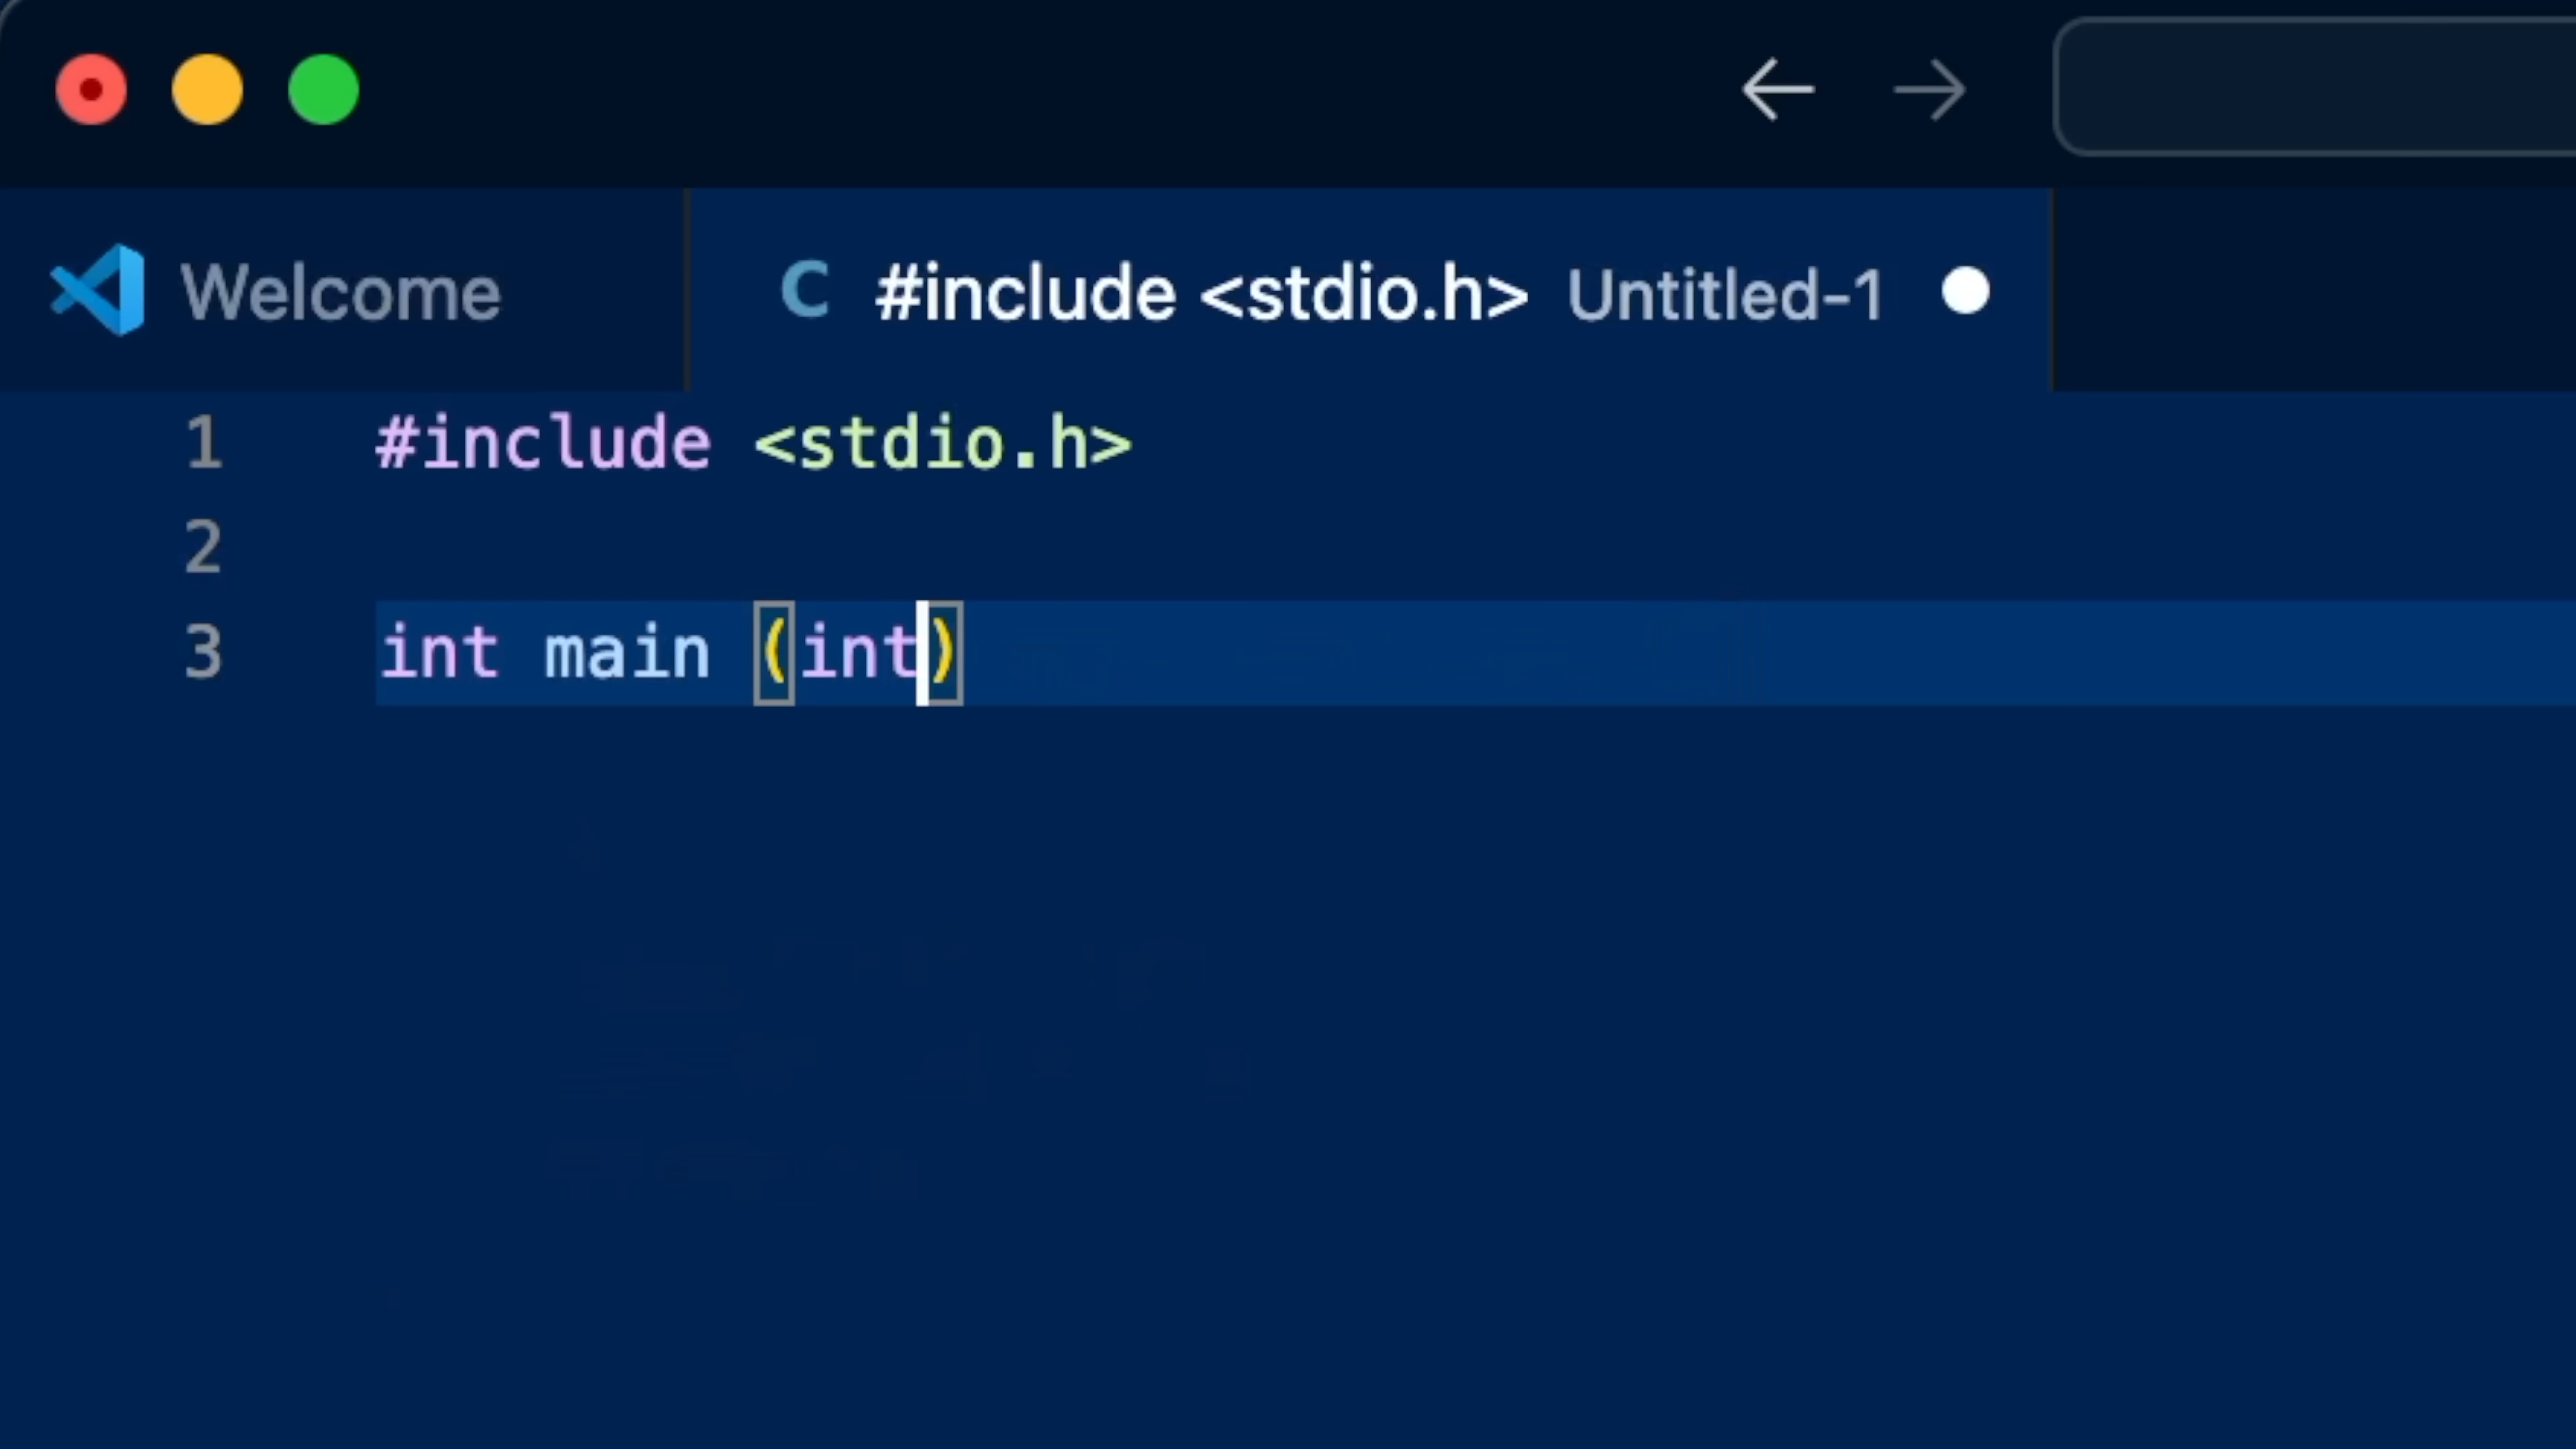 Welcome
C #include <stdio.h> Untitled-1
1 #include <stdio.h>
2
3 int main (int)